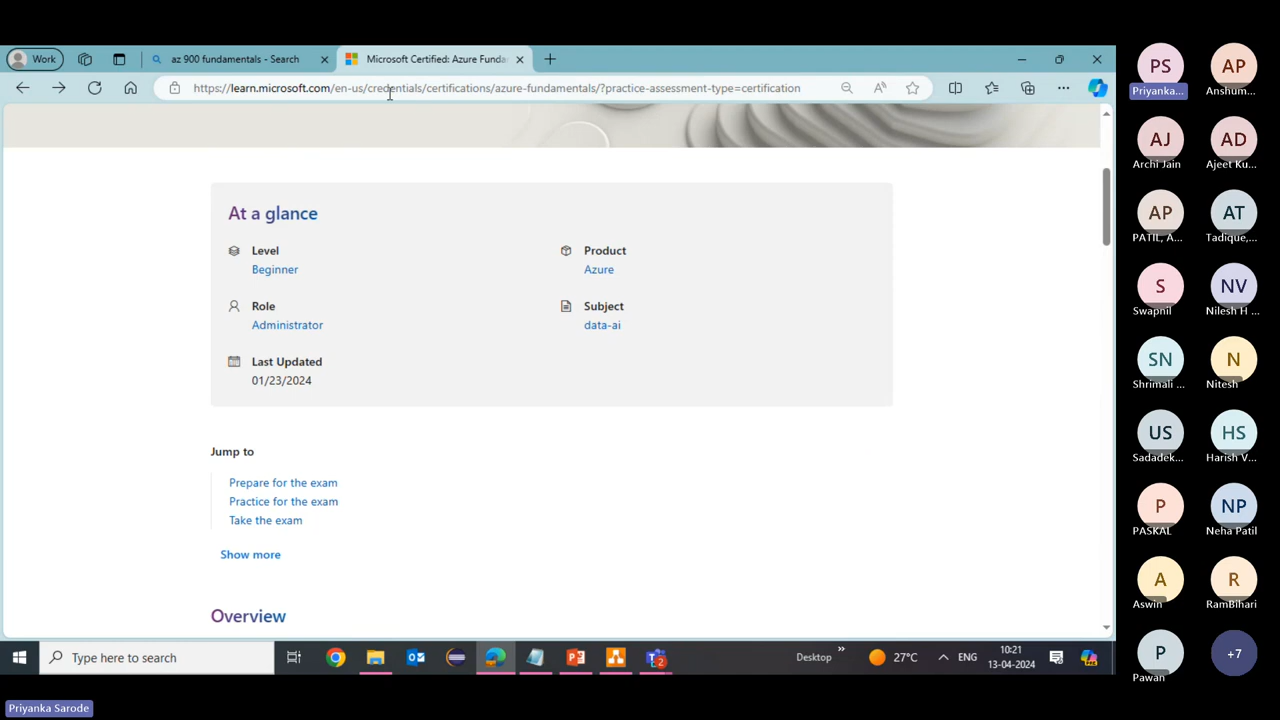 Work
az 900 fundamentals - Search
Microsoft Certified: Azure Funda
https://learn.microsoft.com/en-us/credentials/certifications/azure-fundamentals/?practice-assessment-type=certification
At a glance
Level
Beginner
Product
Azure
Role
Administrator
Subject
data-ai
Last Updated
01/23/2024
Jump to
Prepare for the exam
Practice for the exam
Take the exam
Show more
Overview
Type here to search
Desktop
27°C
ENG
10:21
13-04-2024
PS
Priyanka...
AP
Anshum...
AJ
Archi Jain
AD
Ajeet Ku...
AP
PATIL, A...
AT
Tadique,...
S
Swapnil
NV
Nilesh H ...
SN
Shrimali ...
N
Nitesh
US
Sadadek...
HS
Harish V...
P
PASKAL
NP
Neha Patil
A
Aswin
R
RamBihari
P
Pawan
+7
Priyanka Sarode